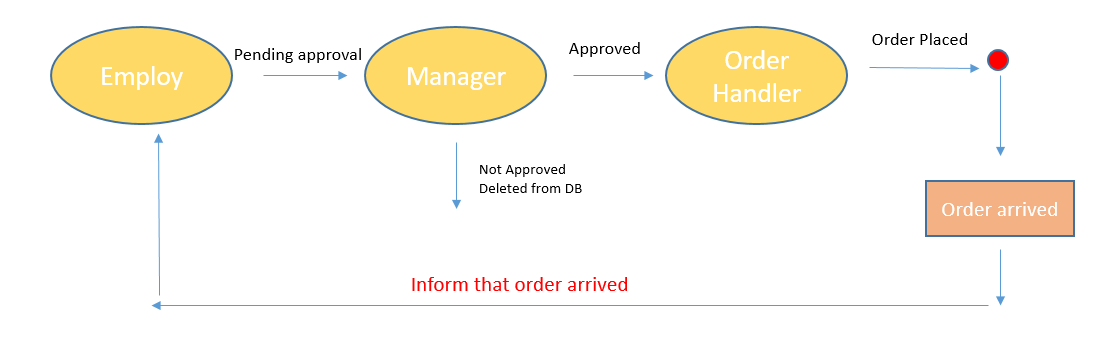 Employ
Pending approval
Manager
Approved
Order
Handler
Order Placed
Not Approved
Deleted from DB
Order arrived
Inform that order arrived